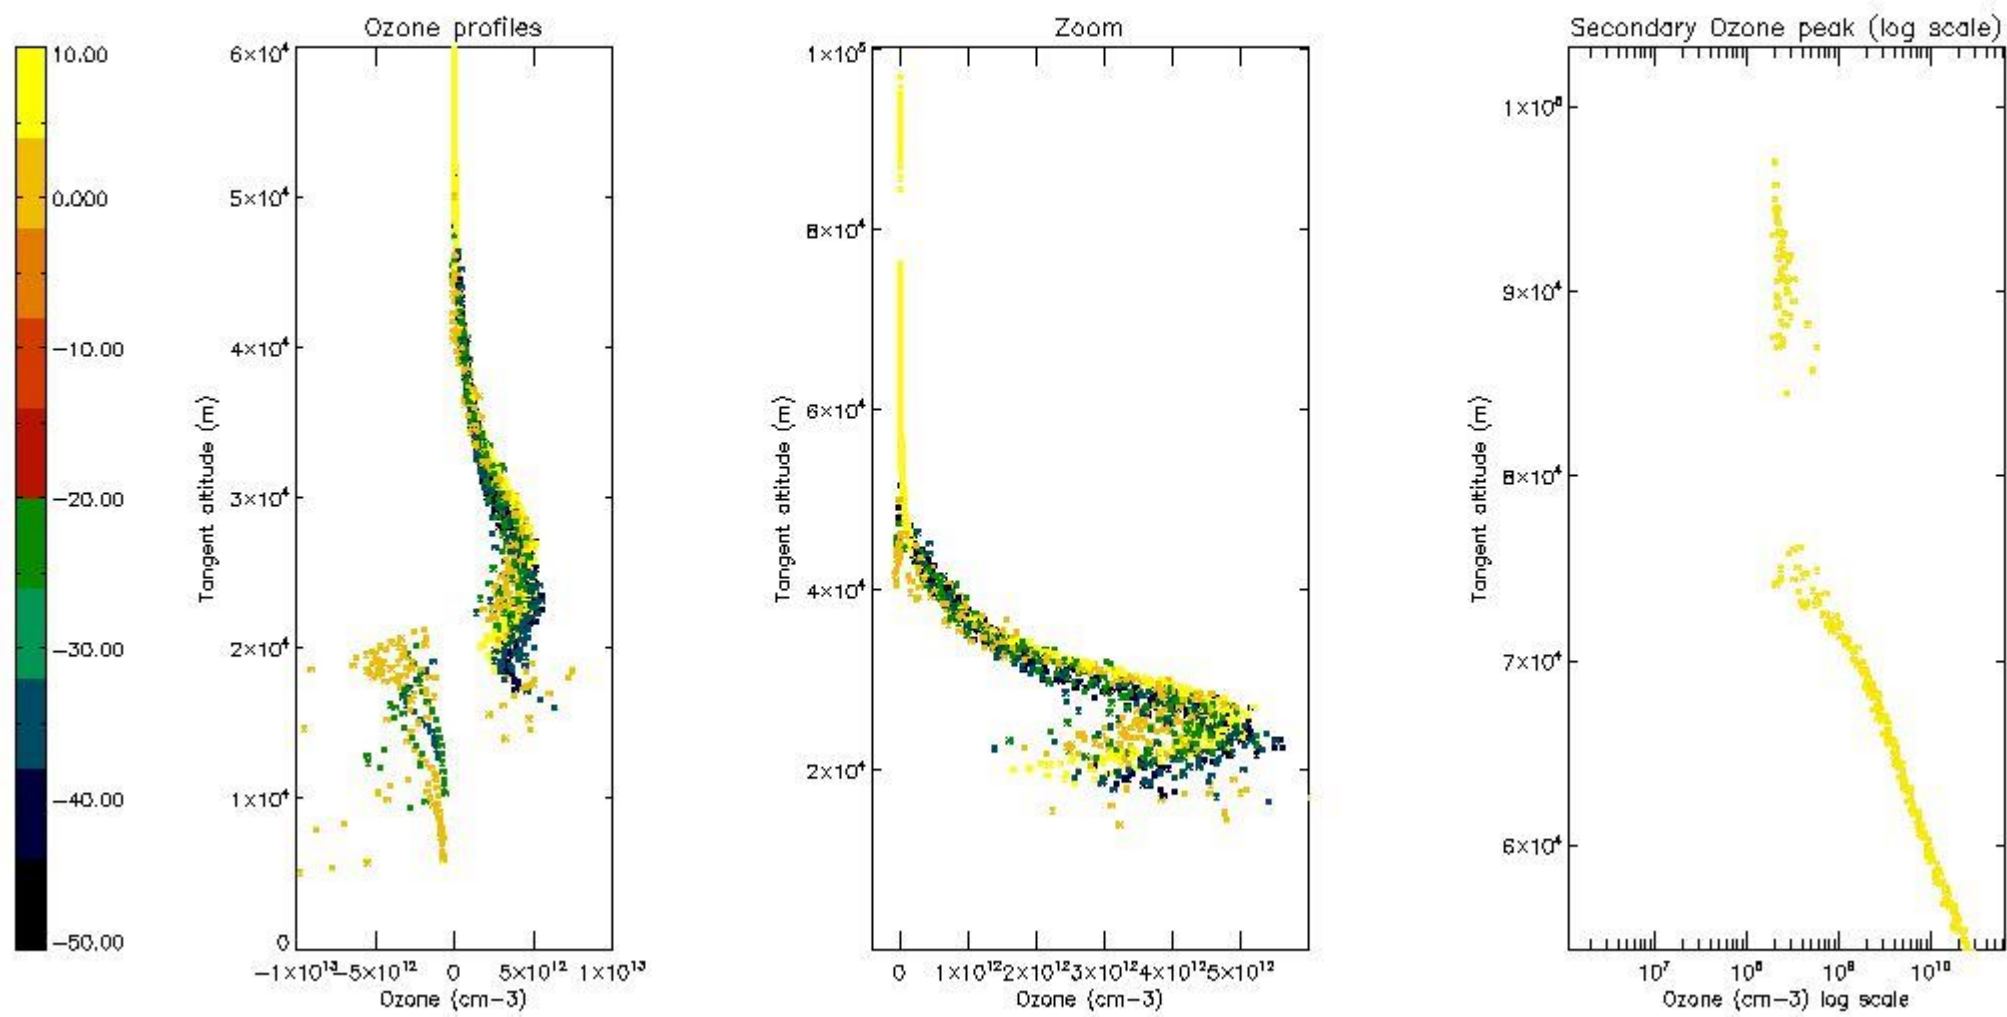 Ozone profiles
Zoom
Secondary Ozone peak (log scale)
10.00
0.000
−10.00
−20.00
−30.00
−40.00
−50.00
Tangent altitude (m)
6×10⁴
5×10⁴
4×10⁴
3×10⁴
2×10⁴
1×10⁴
0
−1×10¹³ −5×10¹² 0 5×10¹² 1×10¹³
Ozone (cm−3)
Tangent altitude (m)
1×10⁵
8×10⁴
6×10⁴
4×10⁴
2×10⁴
0 1×10¹² 2×10¹² 3×10¹² 4×10¹² 5×10¹²
Ozone (cm−3)
Tangent altitude (m)
1×10⁵
9×10⁴
8×10⁴
7×10⁴
6×10⁴
10⁷ 10⁸ 10⁹ 10¹⁰
Ozone (cm−3) log scale